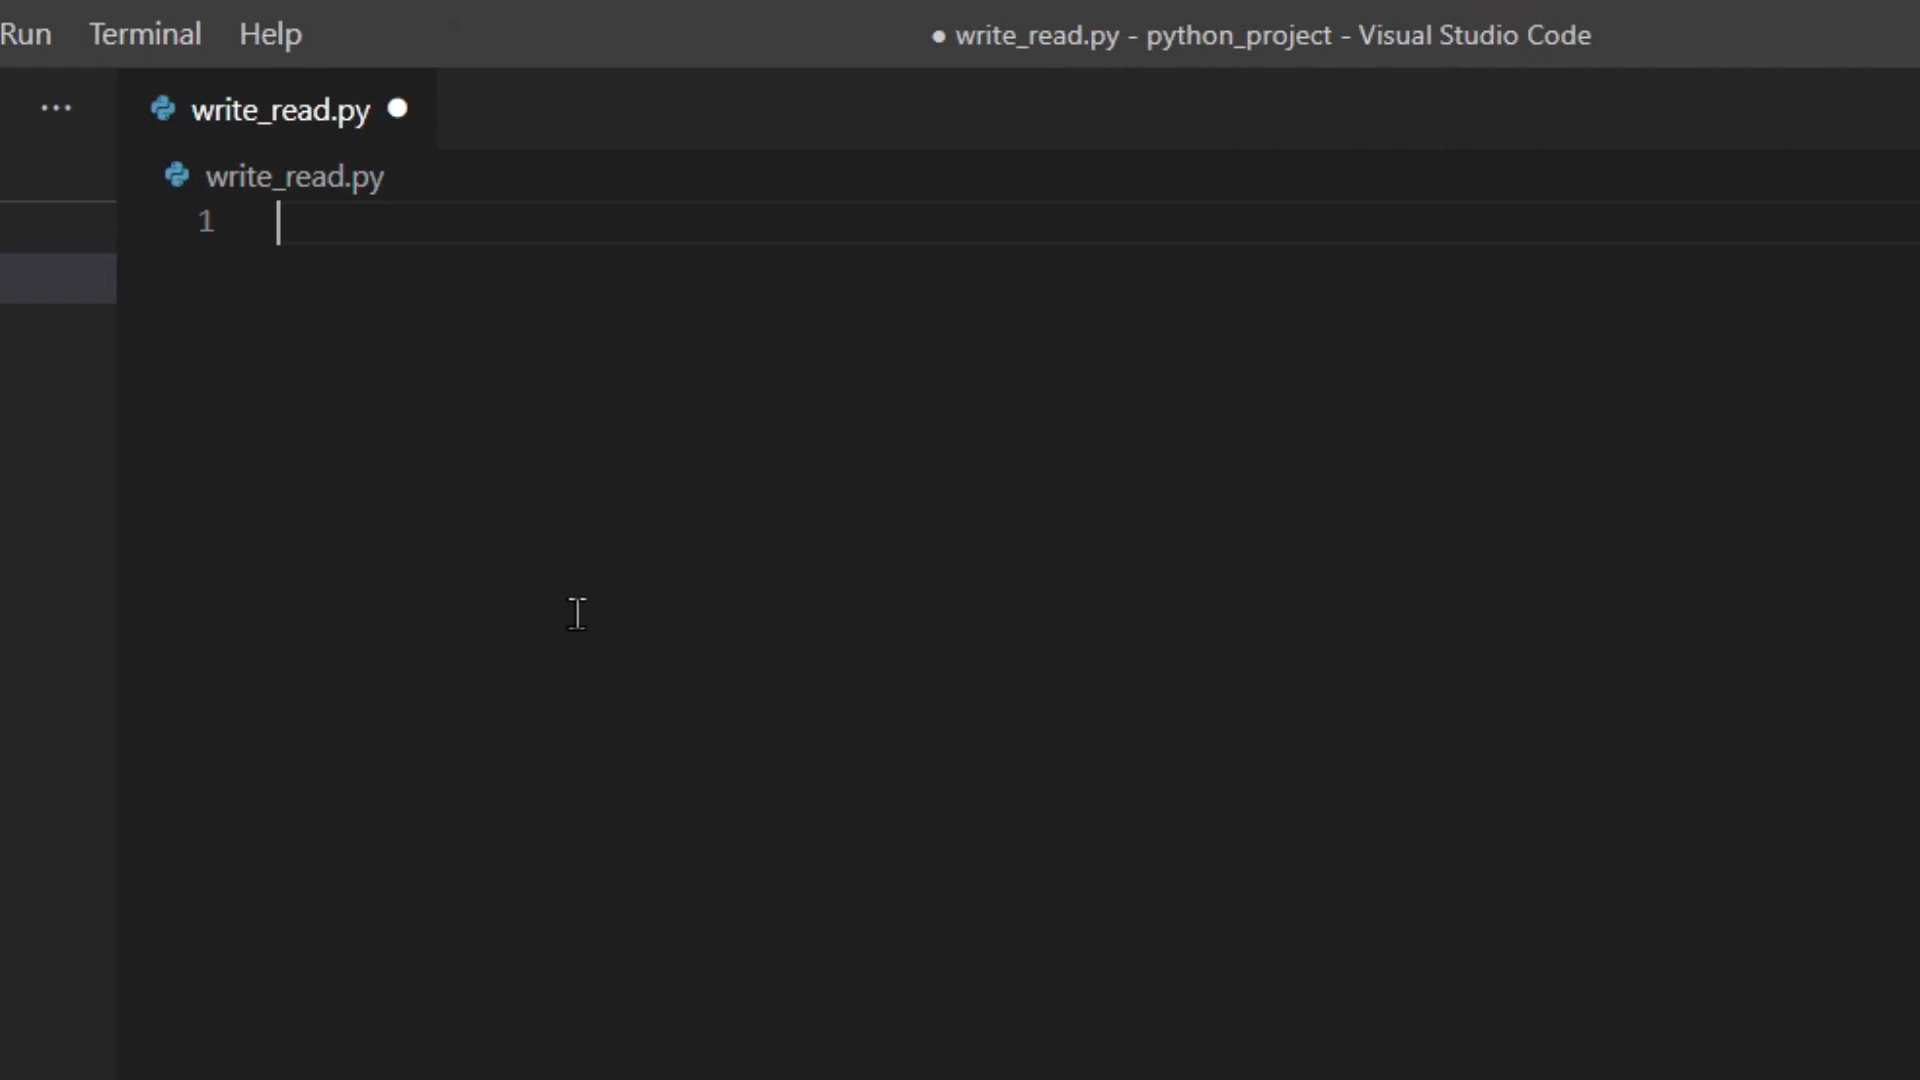 Run Terminal Help
● write_read.py - python_project - Visual Studio Code
... write_read.py ●
write_read.py
1